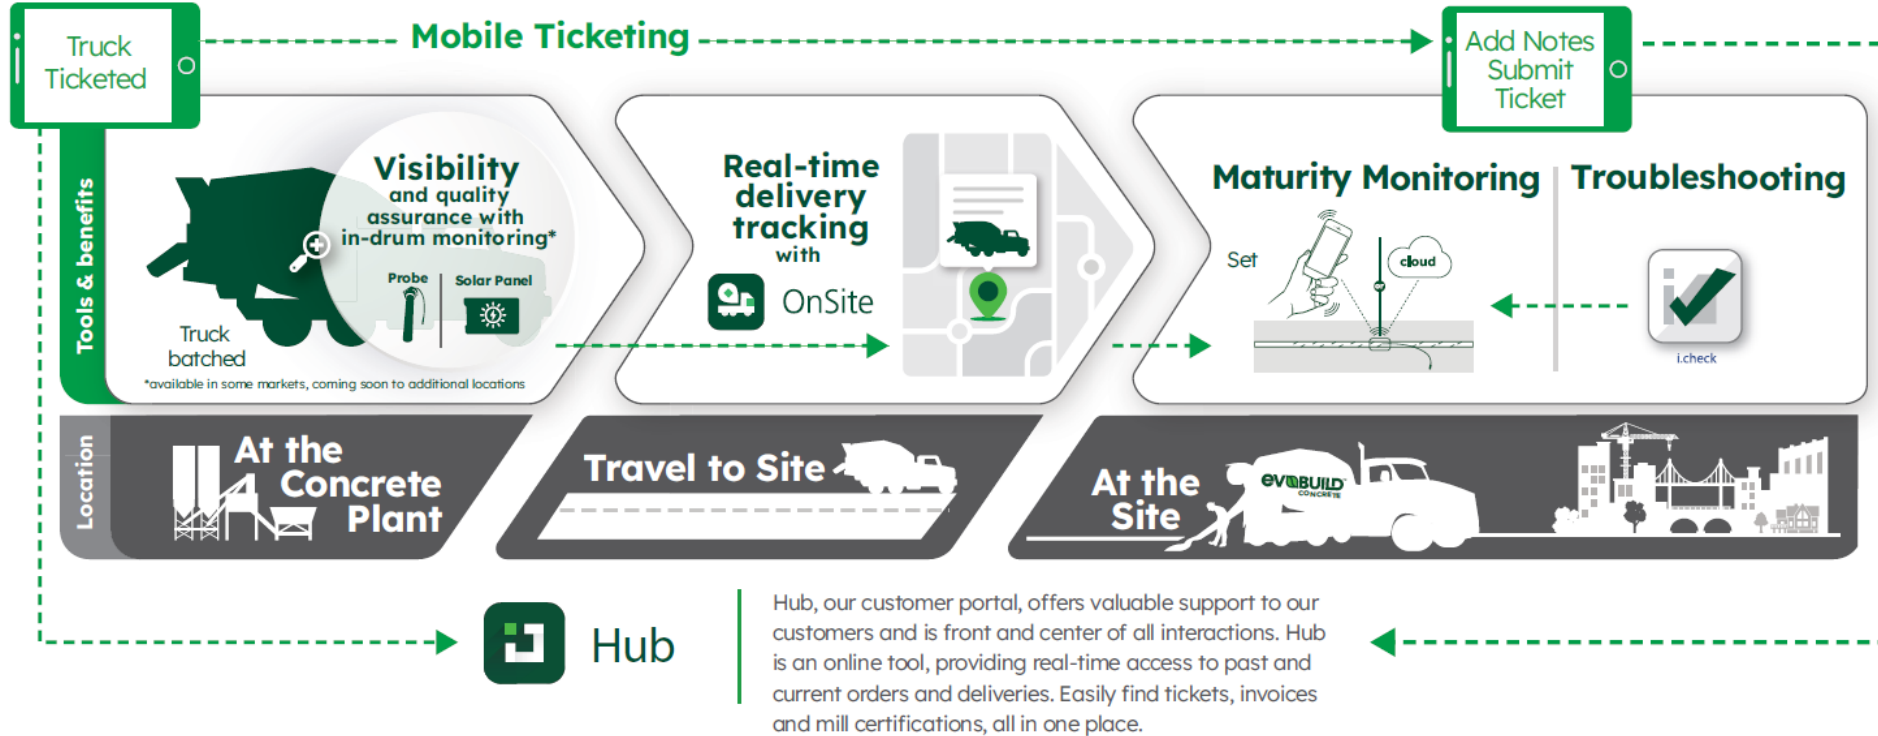 Truck
Ticketed
Mobile Ticketing
Add Notes
Submit
Ticket
Tools & benefits
Visibility
and quality
assurance with
in-drum monitoring*
Probe
Solar Panel
Truck
batched
*available in some markets, coming soon to additional locations
Real-time
delivery
tracking
with
OnSite
Maturity Monitoring
Set
cloud
Troubleshooting
i.check
Location
At the
Concrete
Plant
Travel to Site
At the
Site
EVOBUILD
CONCRETE
Hub
Hub, our customer portal, offers valuable support to our
customers and is front and center of all interactions. Hub
is an online tool, providing real-time access to past and
current orders and deliveries. Easily find tickets, invoices
and mill certifications, all in one place.